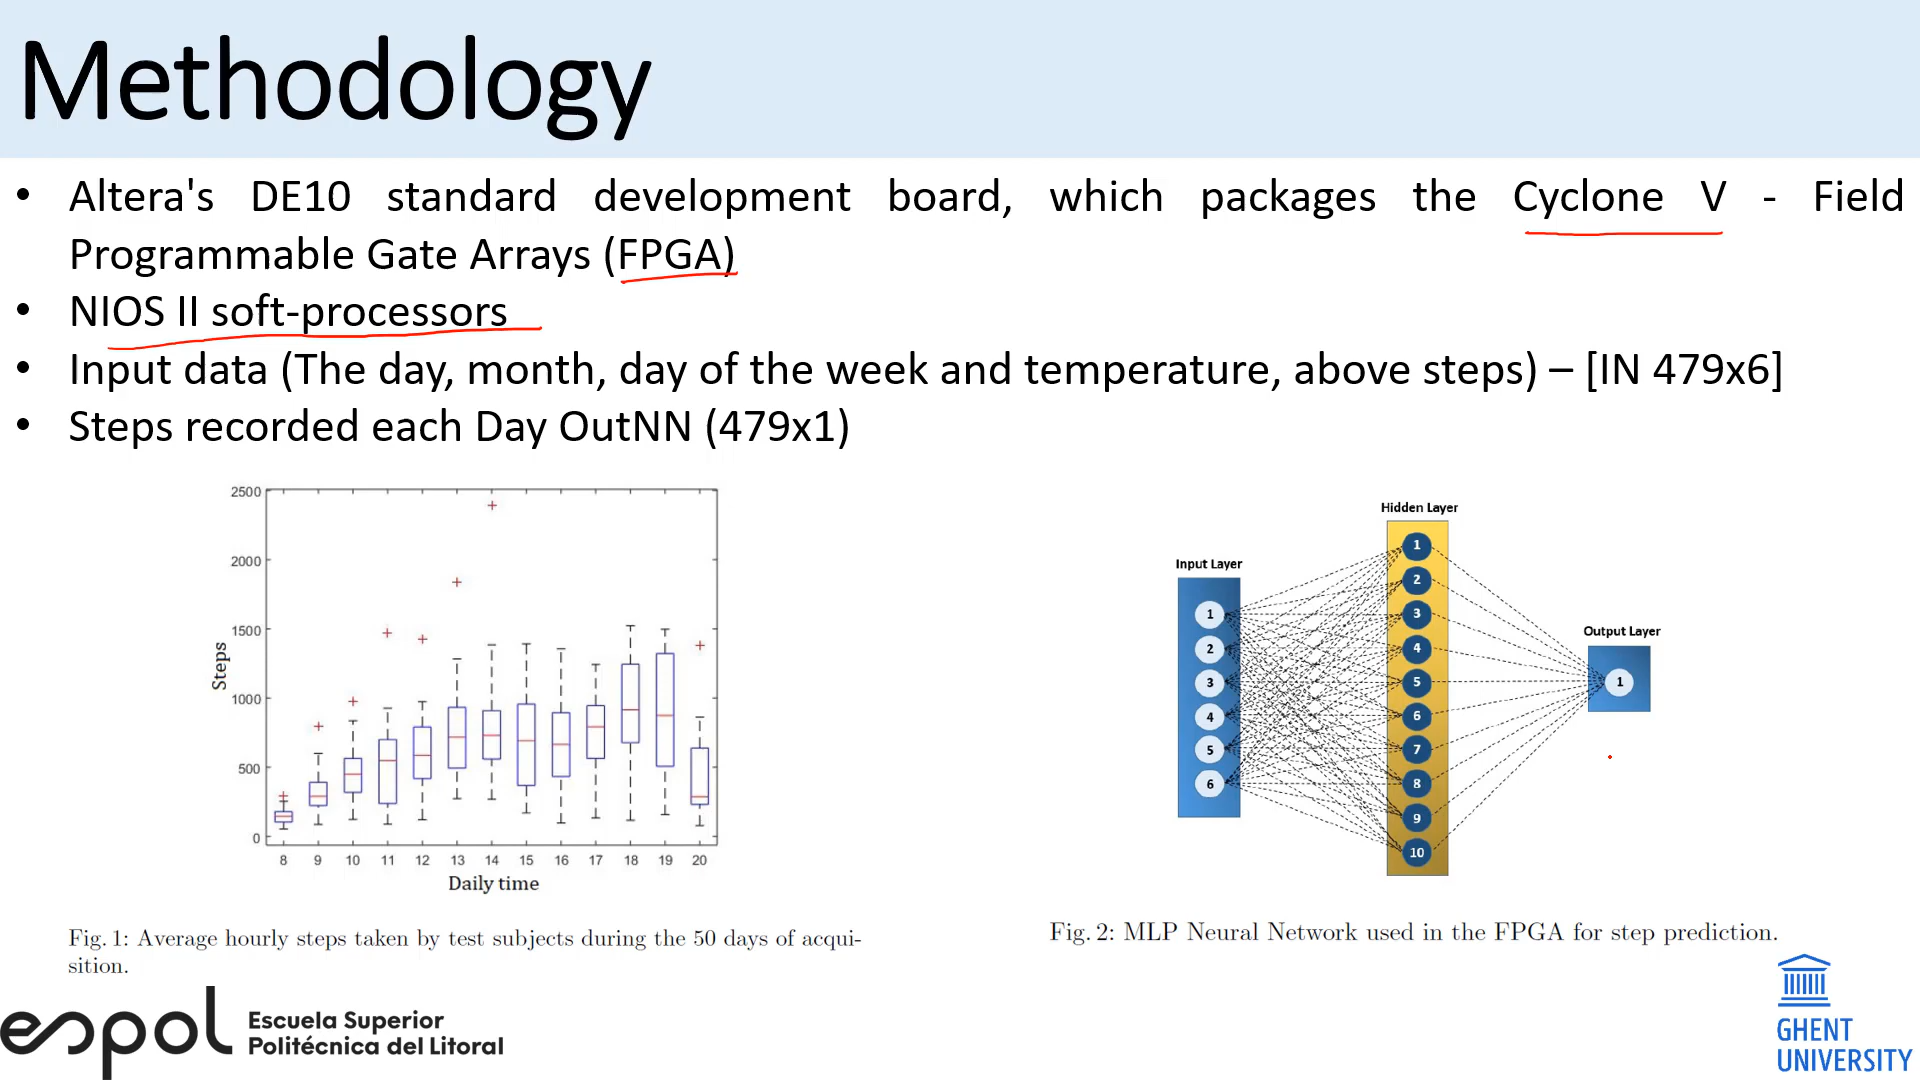 Methodology
• Altera's DE10 standard development board, which packages the Cyclone V - Field
Programmable Gate Arrays (FPGA)
• NIOS II soft-processors
• Input data (The day, month, day of the week and temperature, above steps) – [IN 479x6]
• Steps recorded each Day OutNN (479x1)
2500
2000
1500
1000
500
0
Steps
8 9 10 11 12 13 14 15 16 17 18 19 20
Daily time
Fig. 1: Average hourly steps taken by test subjects during the 50 days of acqui-
sition.
Hidden Layer
Input Layer
Output Layer
1
2
3
4
5
6
1
2
3
4
5
6
7
8
9
10
1
Fig. 2: MLP Neural Network used in the FPGA for step prediction.
espol
Escuela Superior
Politécnica del Litoral
GHENT
UNIVERSITY